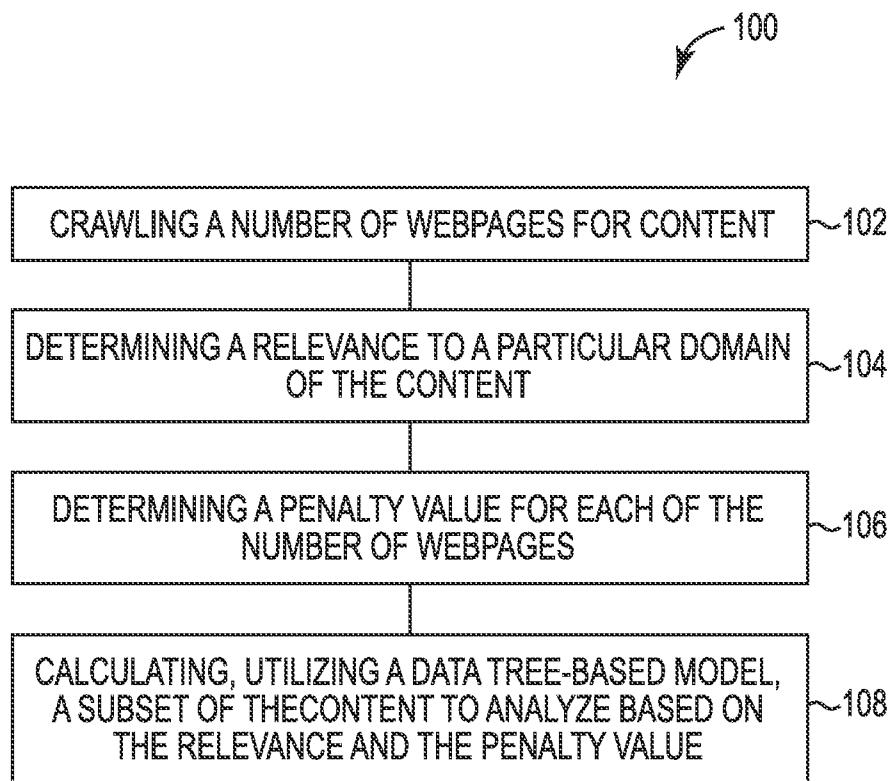 100
CRAWLING A NUMBER OF WEBPAGES FOR CONTENT
102
DETERMINING A RELEVANCE TO A PARTICULAR DOMAIN
OF THE CONTENT
104
DETERMINING A PENALTY VALUE FOR EACH OF THE
NUMBER OF WEBPAGES
106
CALCULATING, UTILIZING A DATA TREE-BASED MODEL,
A SUBSET OF THECONTENT TO ANALYZE BASED ON
THE RELEVANCE AND THE PENALTY VALUE
108